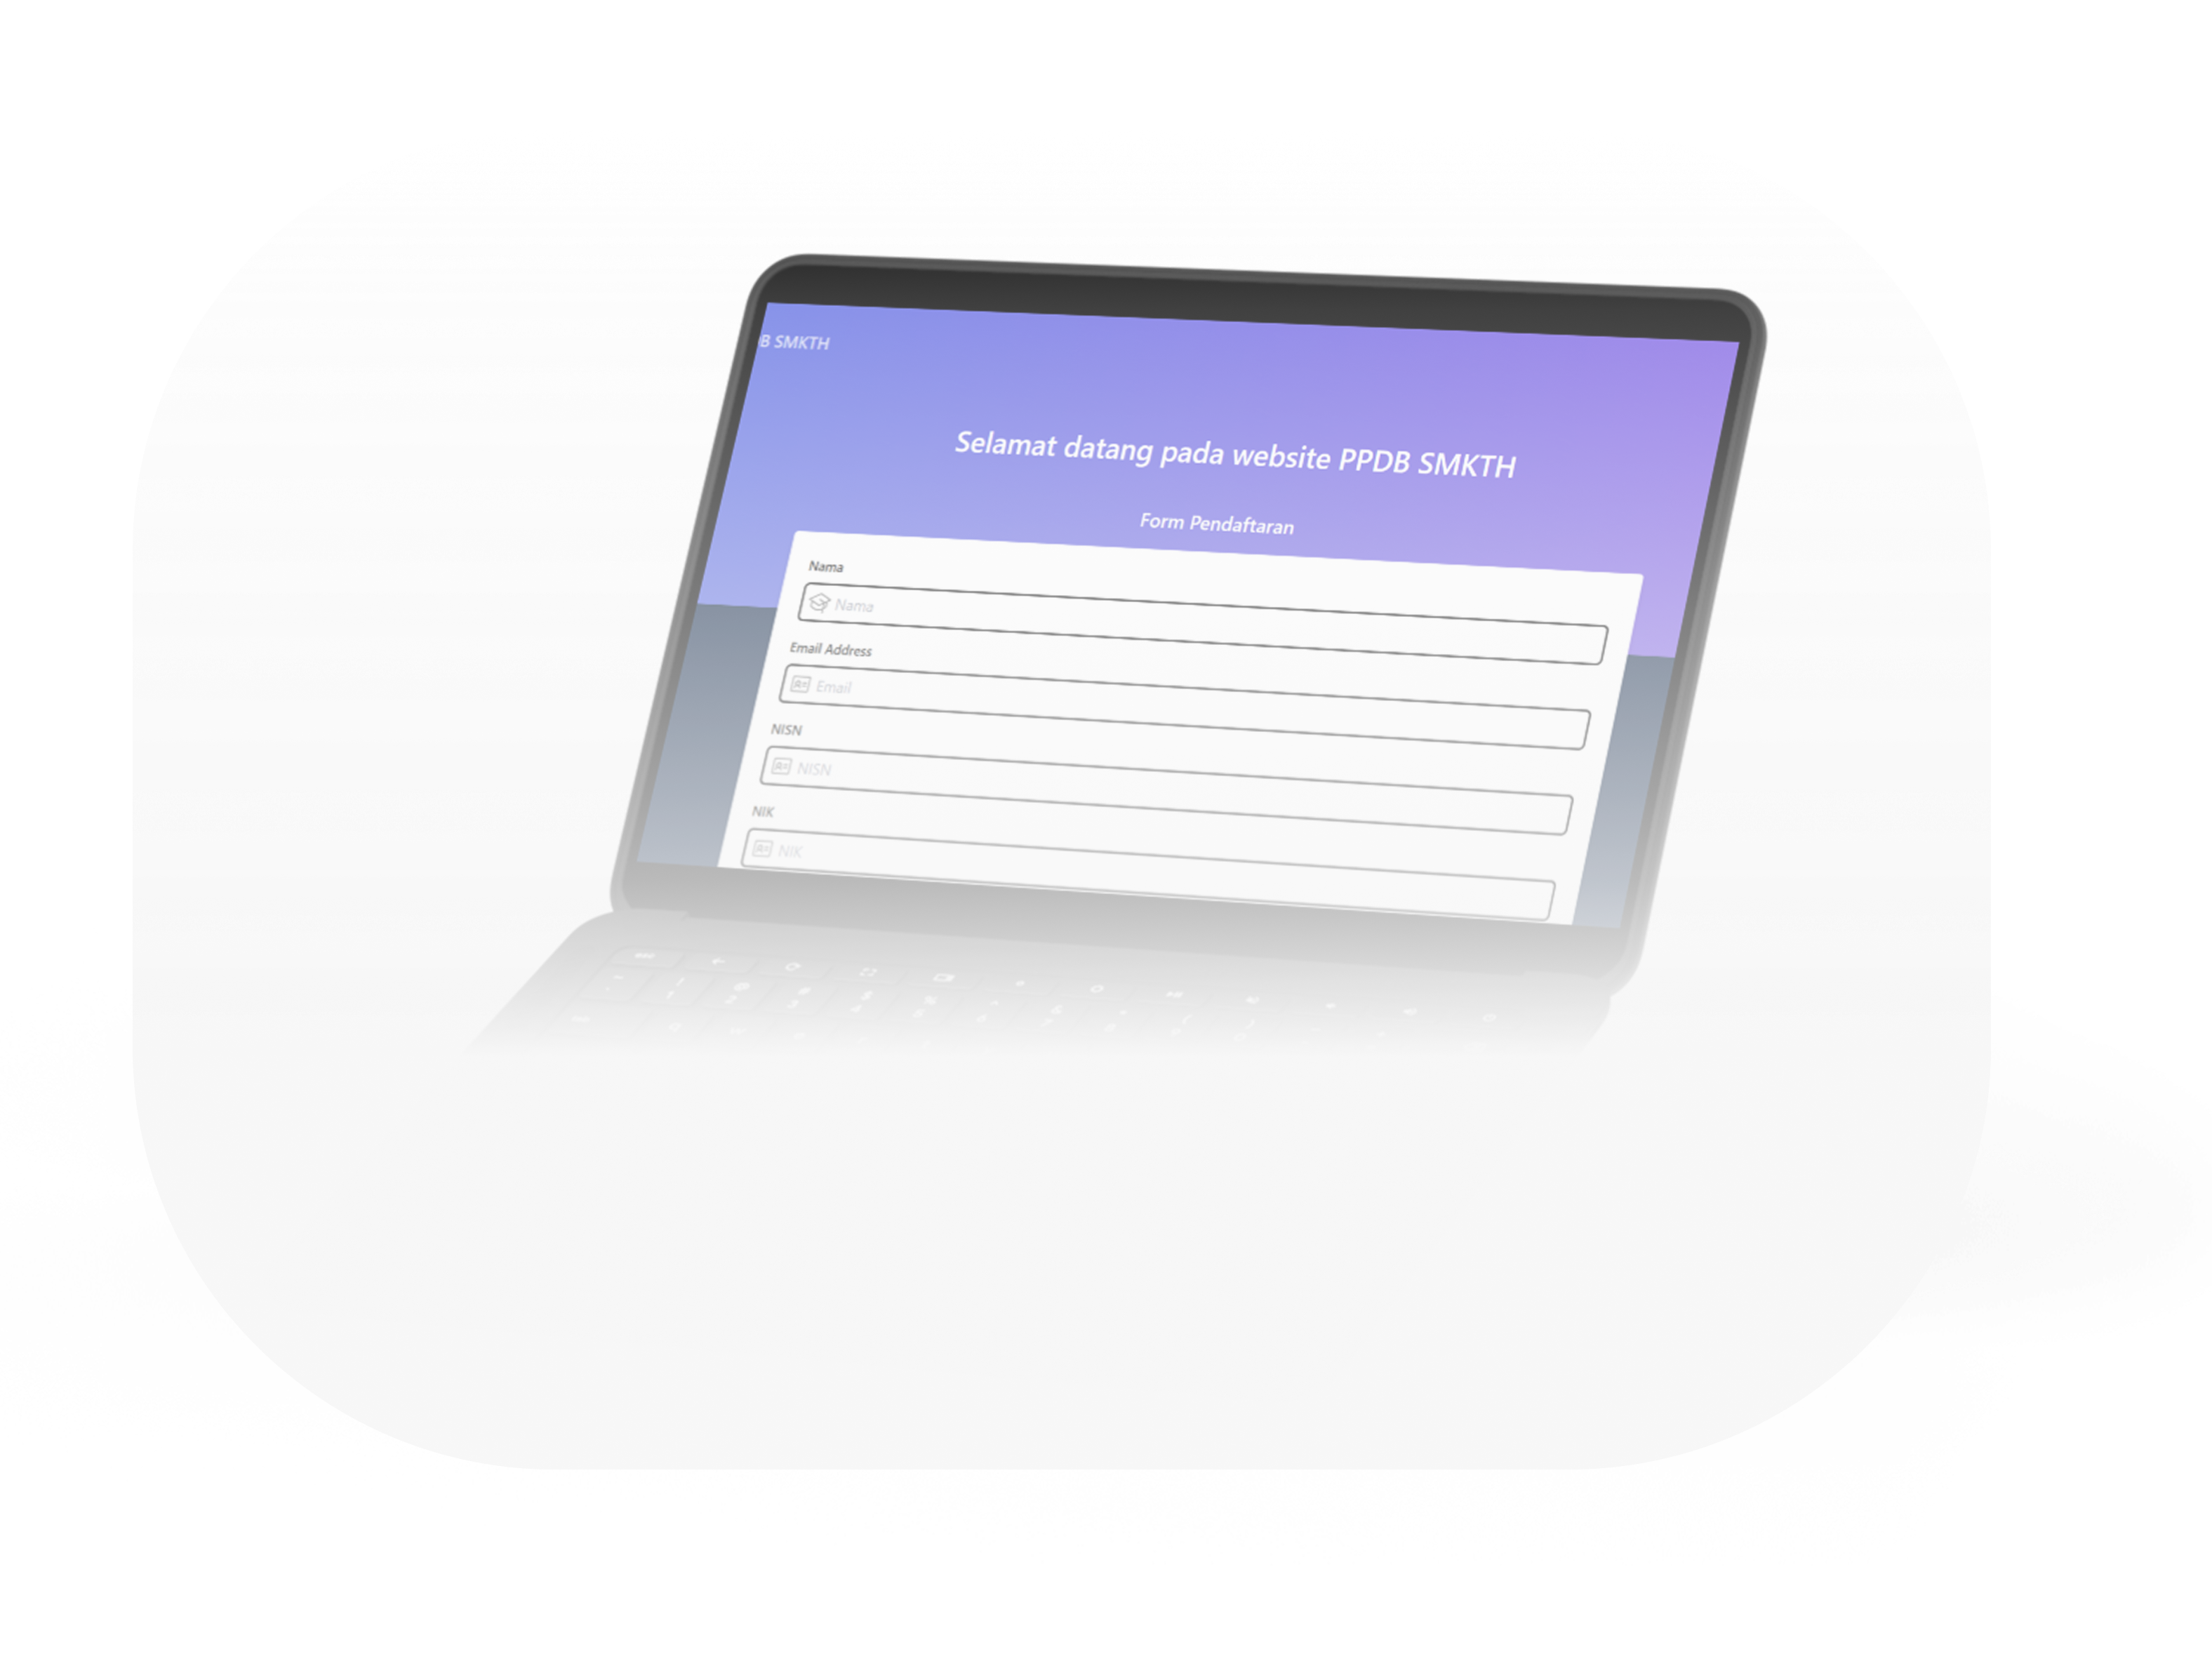 B SMKTH
Selamat datang pada website PPDB SMKTH
Form Pendaftaran
Nama
Nama
Email Address
Email
NISN
NISN
NIK
NIK